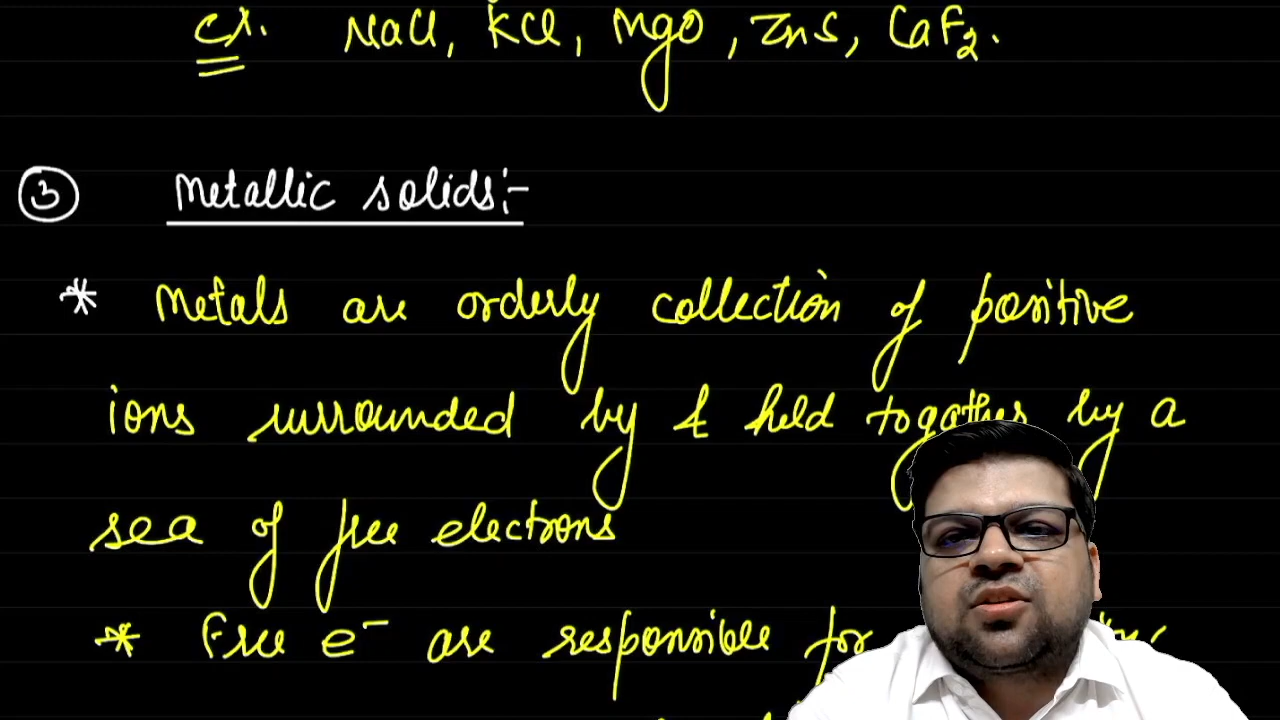 Ex. NaCl, KCl, MgO, ZnS, CaF₂.
③ Metallic solids:-
* Metals are orderly collection of positive
ions surrounded by & held together by a
sea of free electrons
* Free e⁻ are responsible for